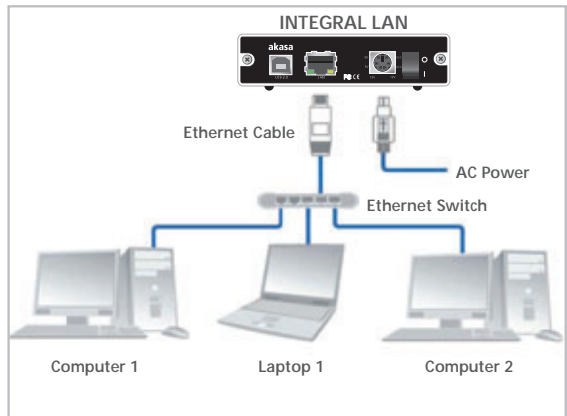 INTEGRAL LAN
akasa
Ethernet Cable
AC Power
Ethernet Switch
Computer 1
Laptop 1
Computer 2